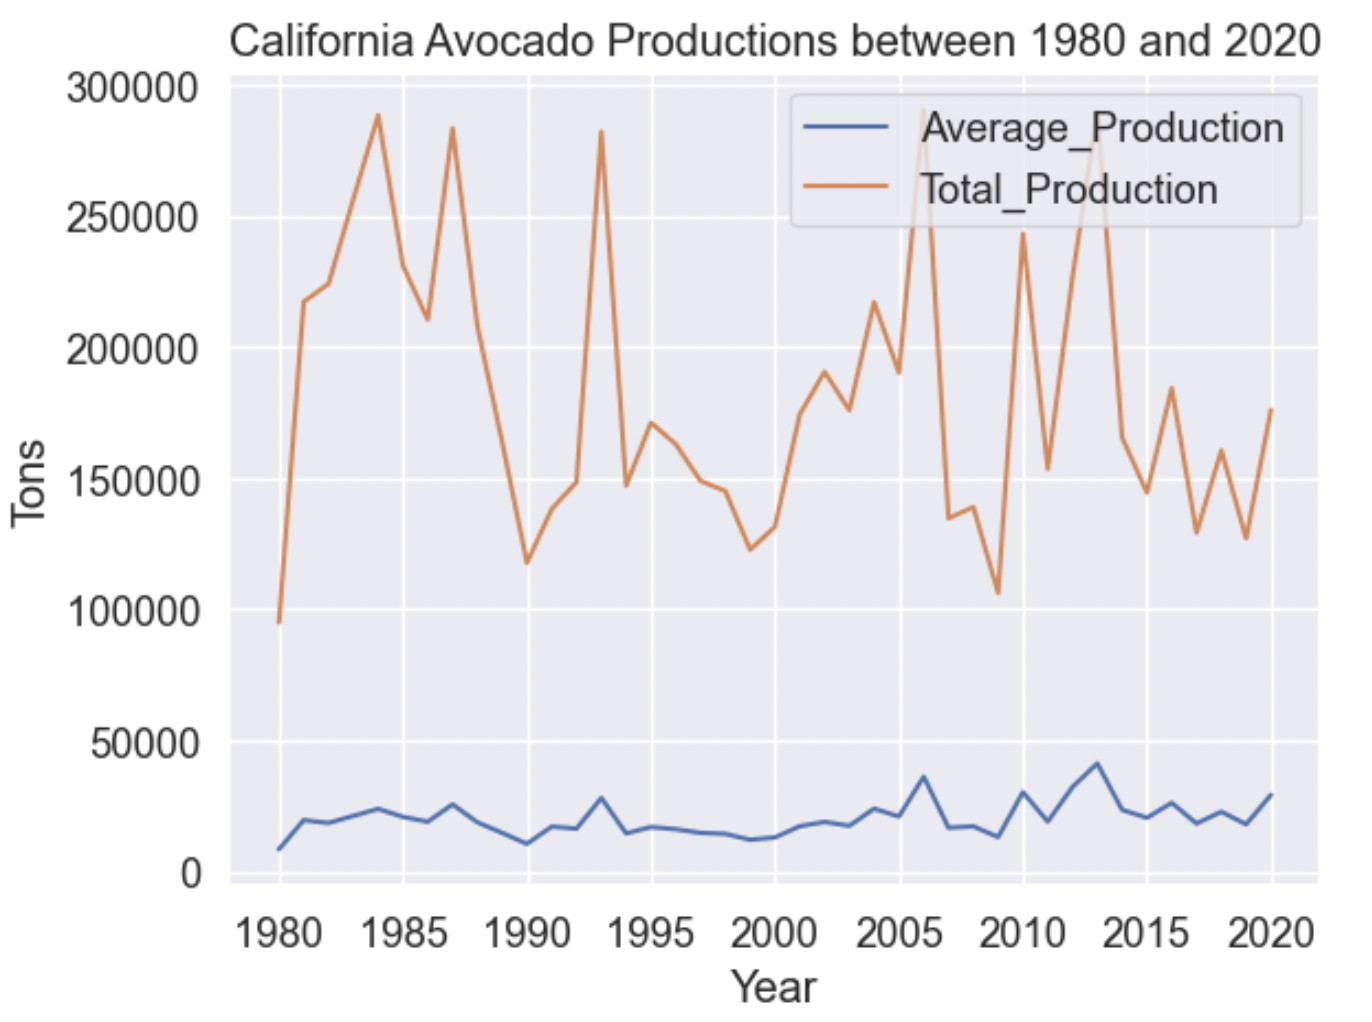 California Avocado Productions between 1980 and 2020
300000
250000
200000
150000
100000
50000
0
Tons
Average_Production
Total_Production
1980 1985 1990 1995 2000 2005 2010 2015 2020
Year